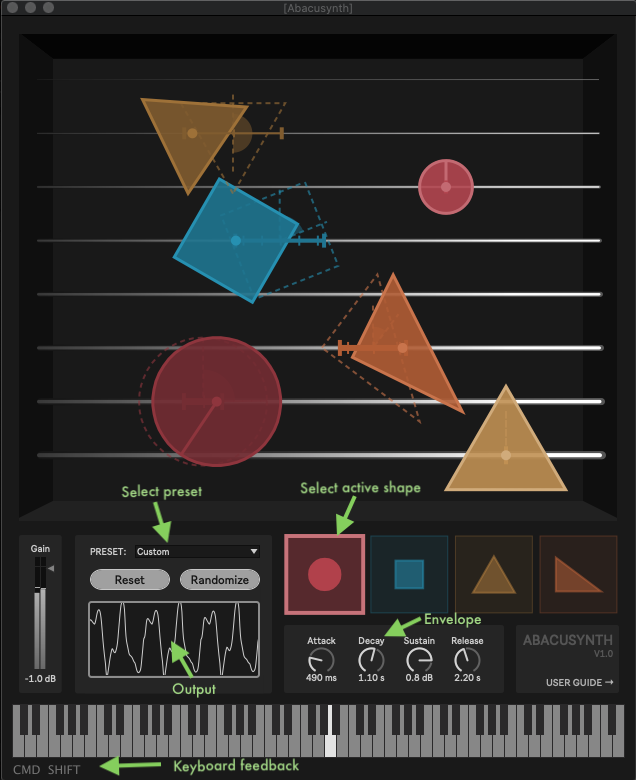 [Abacusynth]
Select preset
Select active shape
Gain
-1.0 dB
PRESET: Custom
Reset Randomize
Output
Envelope
Attack Decay Sustain Release
490 ms 1.10 s 0.8 dB 2.20 s
ABACUSYNTH
V1.0
USER GUIDE →
CMD SHIFT
Keyboard feedback